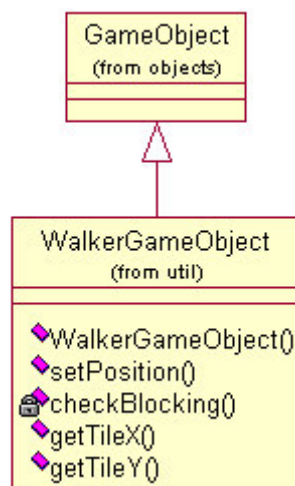 GameObject
(from objects)
WalkerGameObject
(from util)
WalkerGameObject()
setPosition()
checkBlocking()
getTileX()
getTileY()